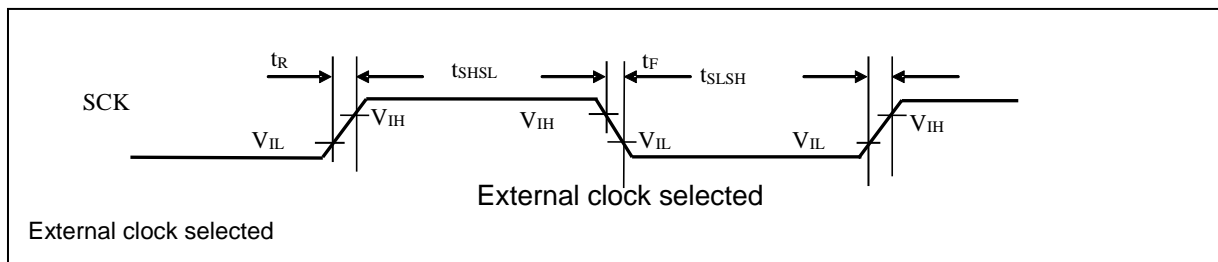 tR tSHSL tF tSLSH
SCK
VIH VIH VIH
VIL VIL VIL
External clock selected
External clock selected